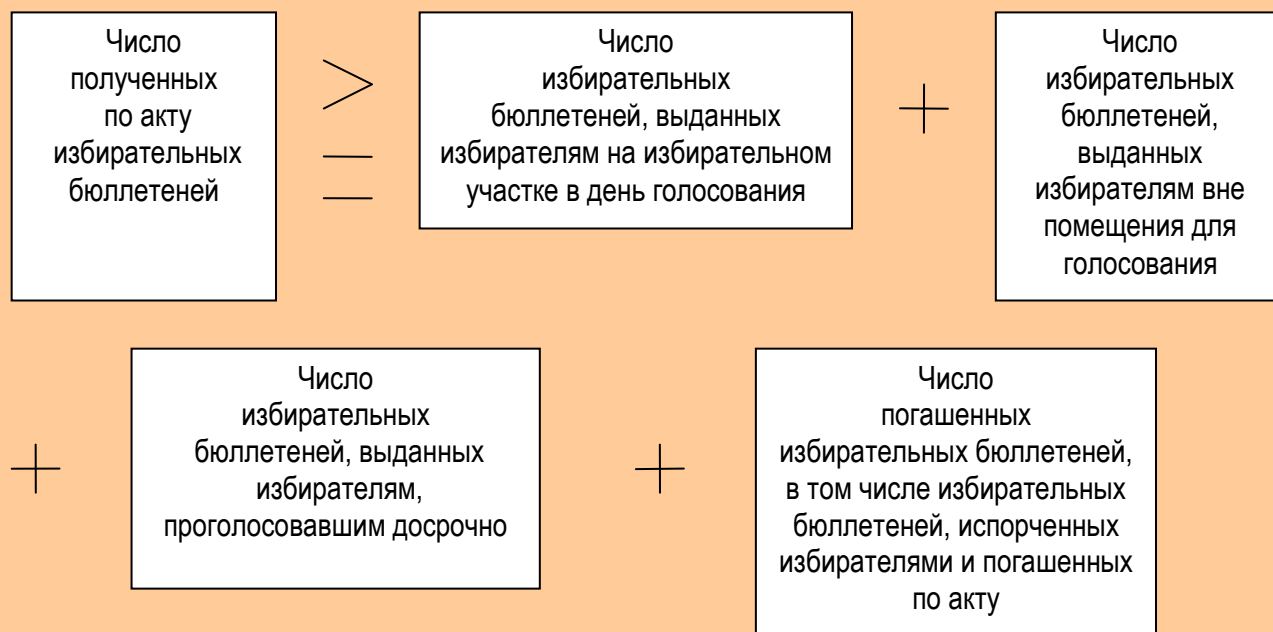 Число
полученных
по акту
избирательных
бюллетеней
>
=
Число
избирательных
бюллетеней, выданных
избирателям на избирательном
участке в день голосования
+
Число
избирательных
бюллетеней,
выданных
избирателям вне
помещения для
голосования
+
Число
избирательных
бюллетеней, выданных
избирателям,
проголосовавшим досрочно
+
Число
погашенных
избирательных бюллетеней,
в том числе избирательных
бюллетеней, испорченных
избирателями и погашенных
по акту